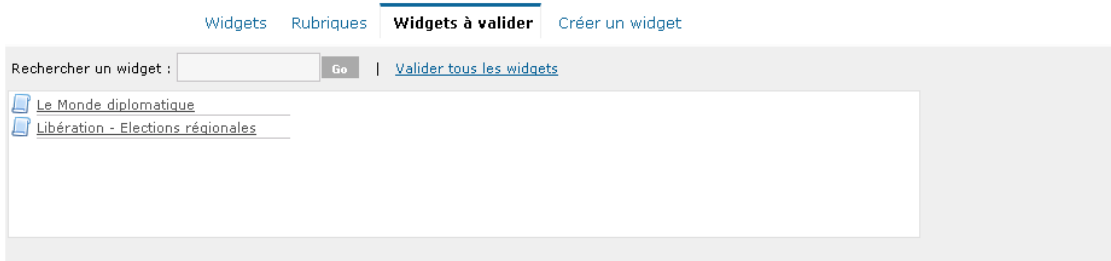 Widgets Rubriques Widgets à valider Créer un widget
Rechercher un widget : Go | Valider tous les widgets
Le Monde diplomatique
Libération - Elections régionales